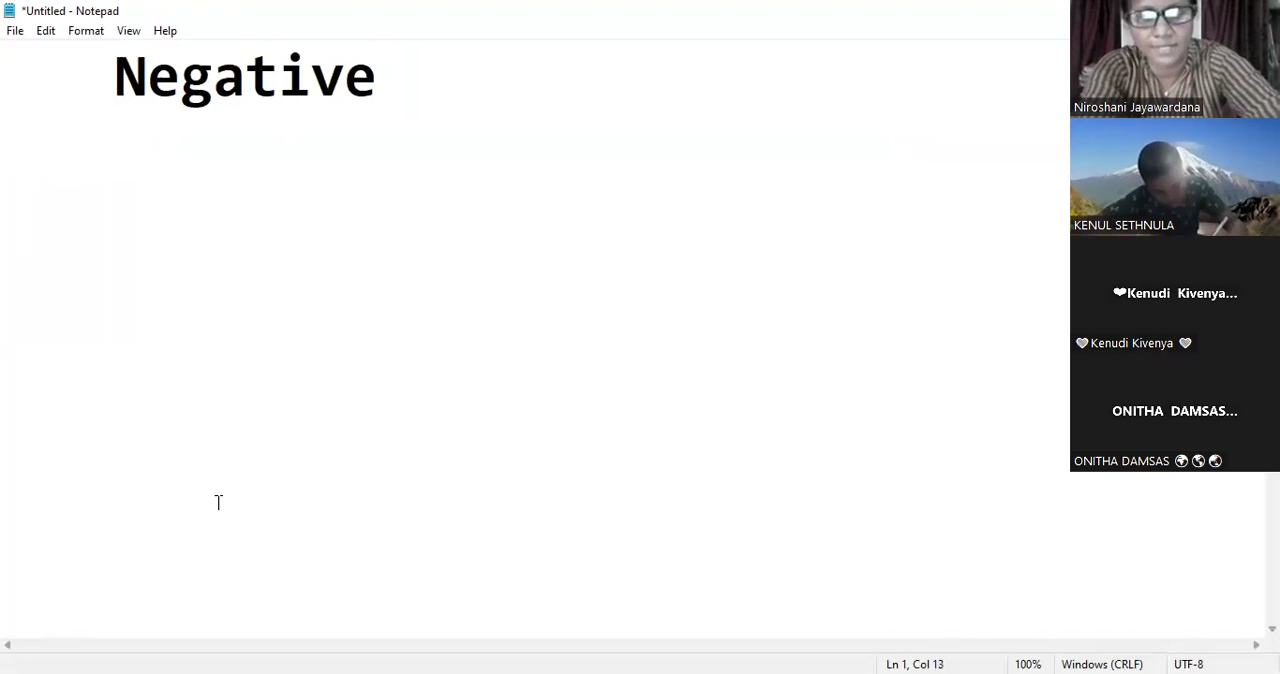 *Untitled - Notepad
File Edit Format View Help
Negative
Niroshani Jayawardana
KENUL SETHNULA
❤Kenudi Kivenya...
🤍Kenudi Kivenya 🤍
ONITHA DAMSAS...
ONITHA DAMSAS 🌍🌎🌏
Ln 1, Col 13 100% Windows (CRLF) UTF-8